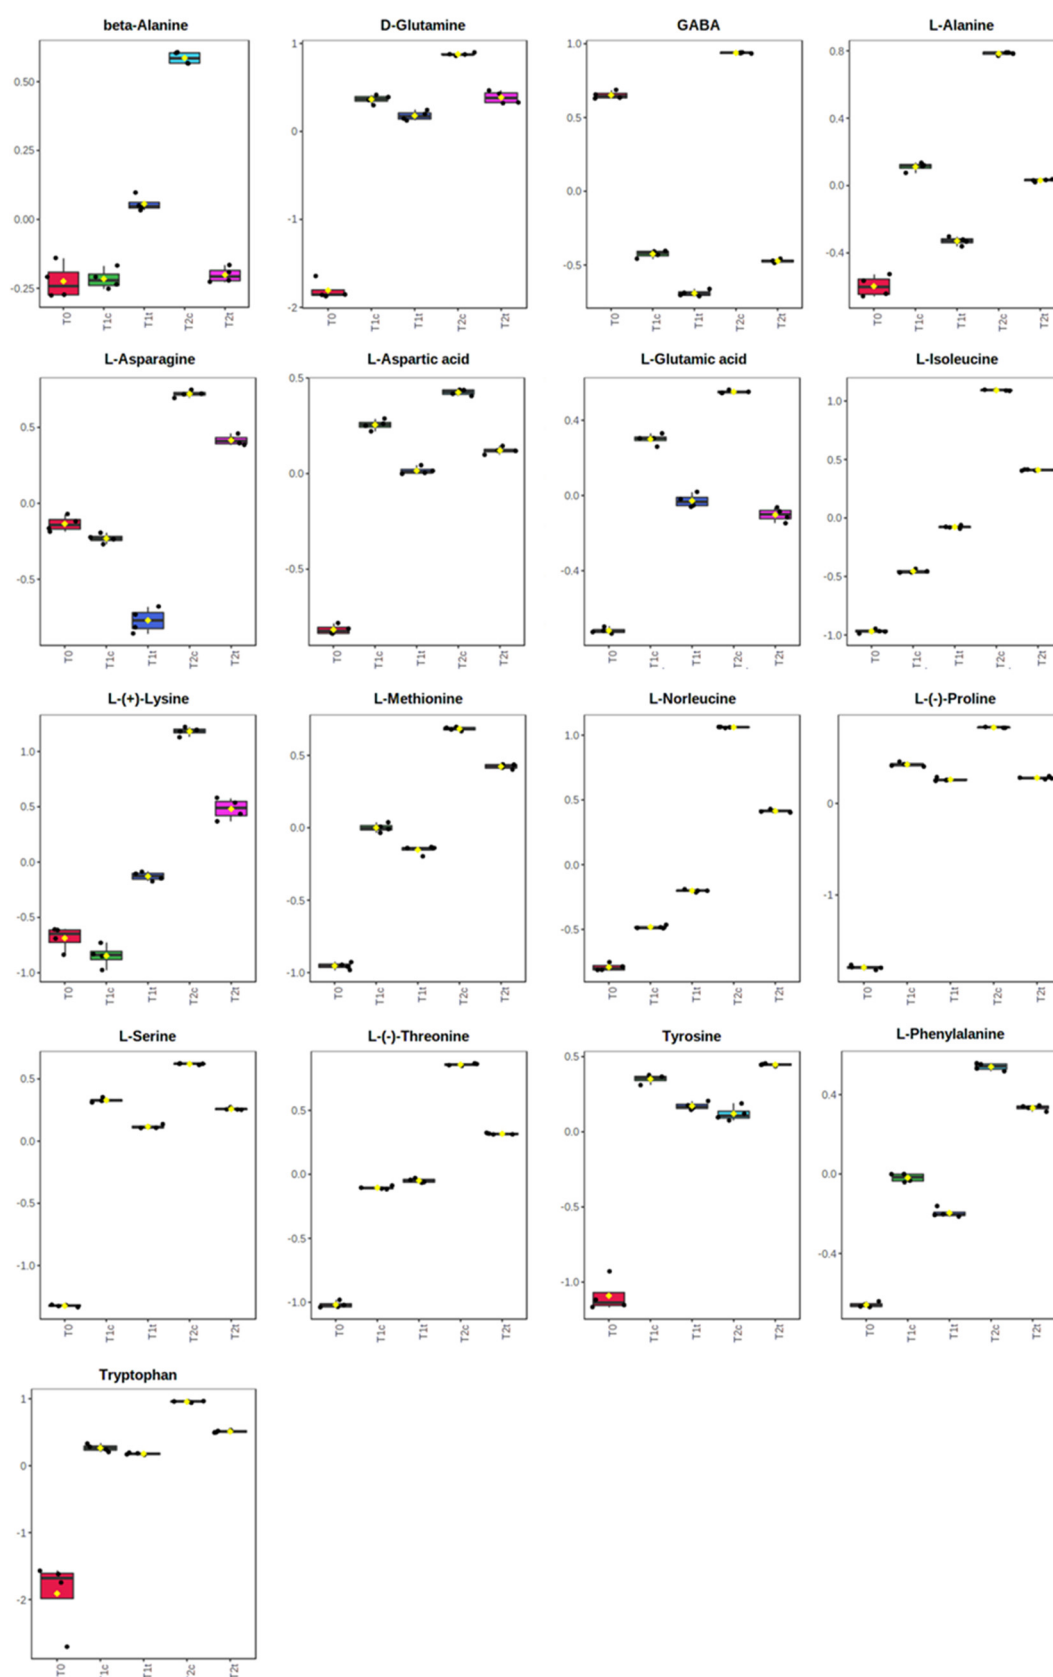 beta-Alanine
D-Glutamine
GABA
L-Alanine
0.50
0.25
0.00
-0.25
T0 T1c T1t T2c T2t
1
0
-1
-2
T0 T1c T1t T2c T2t
1.0
0.5
0.0
-0.5
T0 T1c T1t T2c T2t
0.8
0.4
0.0
-0.4
T0 T1c T1t T2c T2t
L-Asparagine
L-Aspartic acid
L-Glutamic acid
L-Isoleucine
0.5
0.0
-0.5
T0 T1c T1t T2c T2t
0.5
0.0
-0.5
T0 T1c T1t T2c T2t
0.4
0.0
-0.4
T0 T1c T1t T2c T2t
1.0
0.5
0.0
-0.5
-1.0
T0 T1c T1t T2c T2t
L-(+)-Lysine
L-Methionine
L-Norleucine
L-(-)-Proline
1.0
0.5
0.0
-0.5
-1.0
T0 T1c T1t T2c T2t
0.5
0.0
-0.5
-1.0
T0 T1c T1t T2c T2t
1.0
0.5
0.0
-0.5
T0 T1c T1t T2c T2t
0
-1
T0 T1c T1t T2c T2t
L-Serine
L-(-)-Threonine
Tyrosine
L-Phenylalanine
0.5
0.0
-0.5
-1.0
T0 T1c T1t T2c T2t
0.5
0.0
-0.5
-1.0
T0 T1c T1t T2c T2t
0.5
0.0
-0.5
-1.0
T0 T1c T1t T2c T2t
0.4
0.0
-0.4
T0 T1c T1t T2c T2t
Tryptophan
1
0
-1
-2
T0 T1c T1t T2c T2t